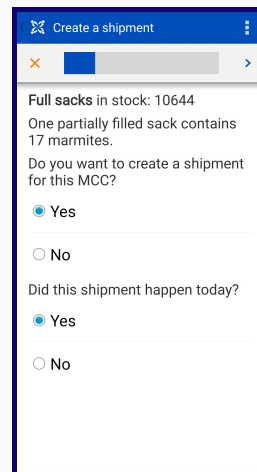 Create a shipment
Full sacks in stock: 10644
One partially filled sack contains
17 marmites.
Do you want to create a shipment
for this MCC?
Yes
No
Did this shipment happen today?
Yes
No